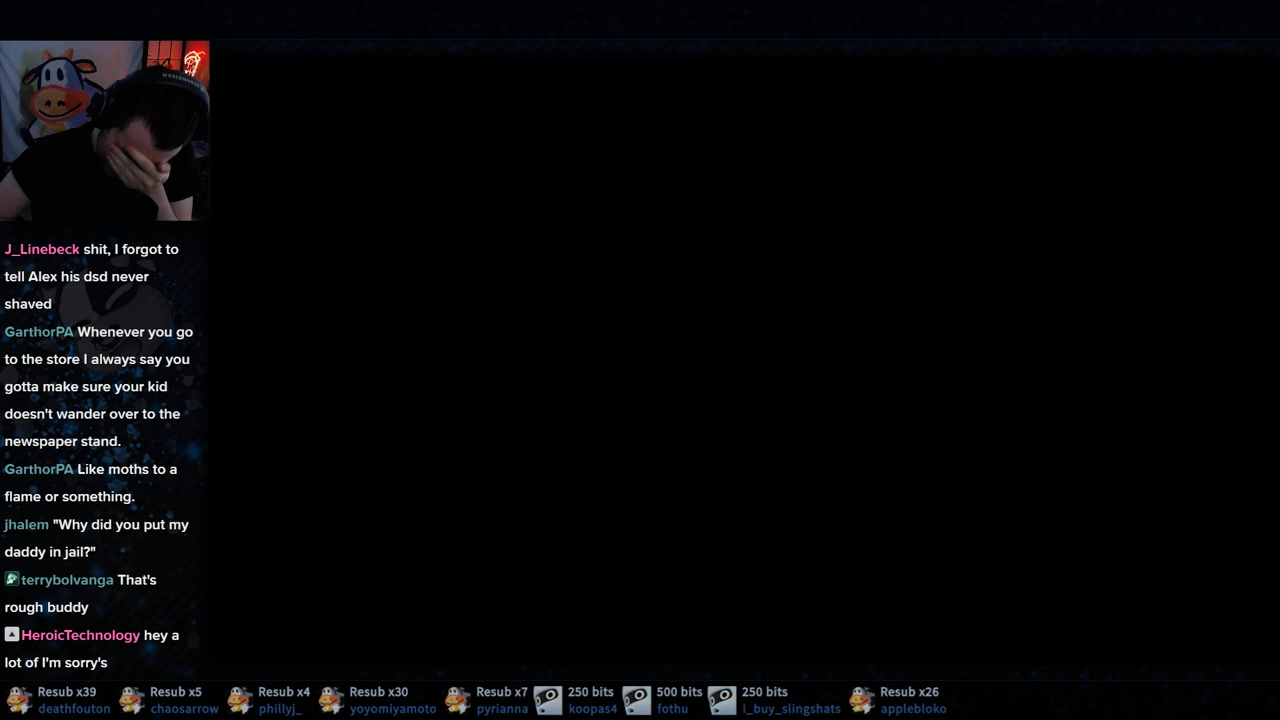 J_Linebeck shit, I forgot to
tell Alex his dsd never
shaved
GarthorPA Whenever you go
to the store I always say you
gotta make sure your kid
doesn't wander over to the
newspaper stand.
GarthorPA Like moths to a
flame or something.
jhalem "Why did you put my
daddy in jail?"
terrybolvanga That's
rough buddy
HeroicTechnology hey a
lot of I'm sorry's
Resub x39
deathfouton
Resub x5
chaosarrow
Resub x4
phillyj_
Resub x30
yoyomiyamoto
Resub x7
pyrianna
250 bits
koopas4
500 bits
fothu
250 bits
i_buy_slingshats
Resub x26
applebloko